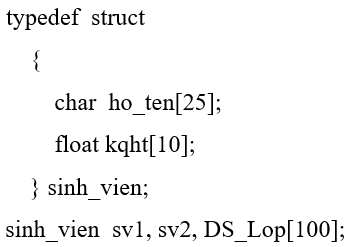 typedef struct
{
char ho_ten[25];
float kqht[10];
} sinh_vien;
sinh_vien sv1, sv2, DS_Lop[100];